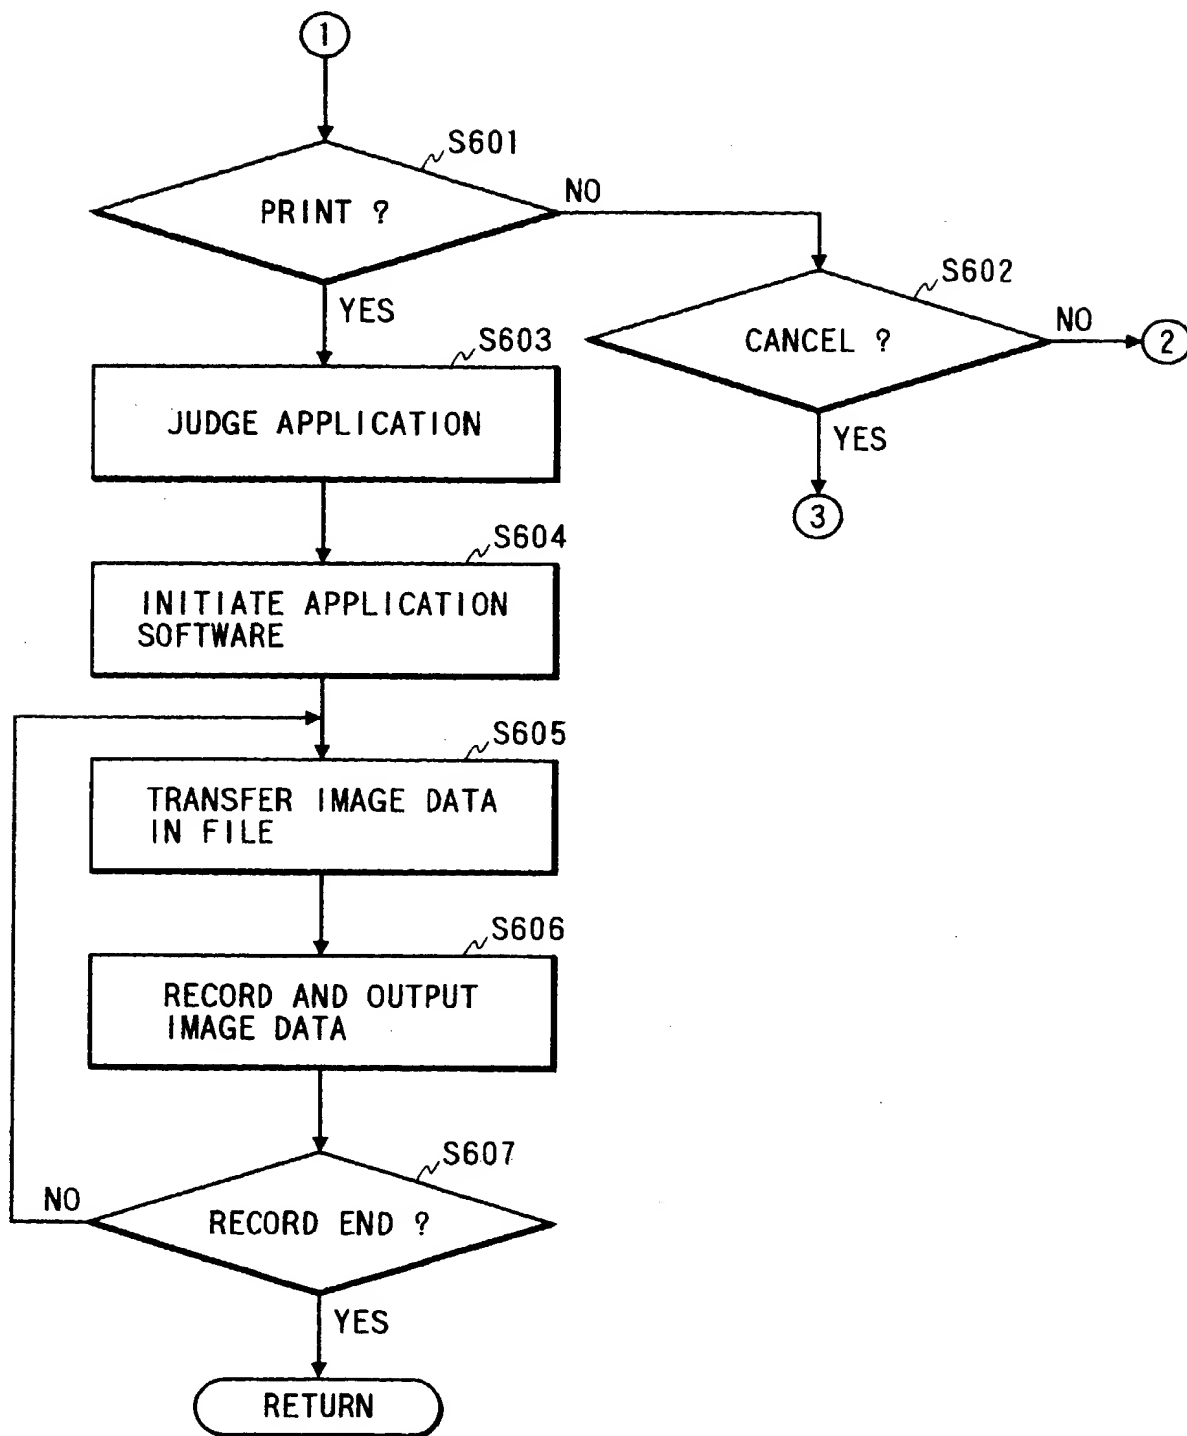 1
S601
PRINT ?
NO
YES
S602
CANCEL ?
NO
2
YES
3
S603
JUDGE APPLICATION
S604
INITIATE APPLICATION
SOFTWARE
S605
TRANSFER IMAGE DATA
IN FILE
S606
RECORD AND OUTPUT
IMAGE DATA
S607
NO
RECORD END ?
YES
RETURN